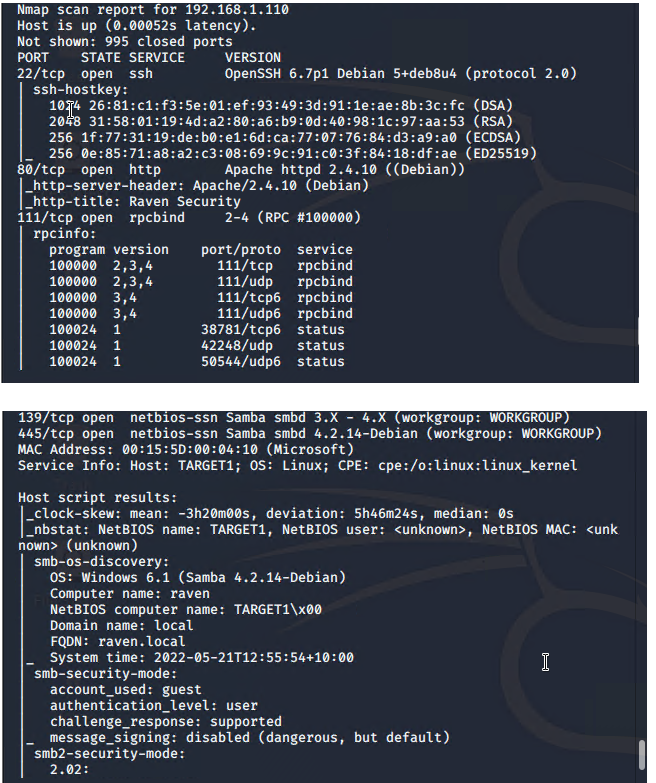 Nmap scan report for 192.168.1.110
Host is up (0.00052s latency).
Not shown: 995 closed ports
PORT    STATE SERVICE     VERSION
22/tcp  open  ssh         OpenSSH 6.7p1 Debian 5+deb8u4 (protocol 2.0)
| ssh-hostkey:
|   1024 26:81:c1:f3:5e:01:ef:93:49:3d:91:1e:ae:8b:3c:fc (DSA)
|   2048 31:58:01:19:4d:a2:80:a6:b9:0d:40:98:1c:97:aa:53 (RSA)
|   256 1f:77:31:19:de:b0:e1:6d:ca:77:07:76:84:d3:a9:a0 (ECDSA)
|_  256 0e:85:71:a8:a2:c3:08:69:9c:91:c0:3f:84:18:df:ae (ED25519)
80/tcp  open  http        Apache httpd 2.4.10 ((Debian))
|_http-server-header: Apache/2.4.10 (Debian)
|_http-title: Raven Security
111/tcp open  rpcbind     2-4 (RPC #100000)
| rpcinfo:
|   program version    port/proto  service
|   100000  2,3,4        111/tcp   rpcbind
|   100000  2,3,4        111/udp   rpcbind
|   100000  3,4          111/tcp6  rpcbind
|   100000  3,4          111/udp6  rpcbind
|   100024  1          38781/tcp6  status
|   100024  1          42248/udp   status
|   100024  1          50544/udp6  status
139/tcp open  netbios-ssn Samba smbd 3.X - 4.X (workgroup: WORKGROUP)
445/tcp open  netbios-ssn Samba smbd 4.2.14-Debian (workgroup: WORKGROUP)
MAC Address: 00:15:5D:00:04:10 (Microsoft)
Service Info: Host: TARGET1; OS: Linux; CPE: cpe:/o:linux:linux_kernel
Host script results:
|_clock-skew: mean: -3h20m00s, deviation: 5h46m24s, median: 0s
|_nbstat: NetBIOS name: TARGET1, NetBIOS user: <unknown>, NetBIOS MAC: <unk
nown> (unknown)
| smb-os-discovery:
|   OS: Windows 6.1 (Samba 4.2.14-Debian)
|   Computer name: raven
|   NetBIOS computer name: TARGET1\x00
|   Domain name: local
|   FQDN: raven.local
|_  System time: 2022-05-21T12:55:54+10:00
| smb-security-mode:
|   account_used: guest
|   authentication_level: user
|   challenge_response: supported
|_  message_signing: disabled (dangerous, but default)
| smb2-security-mode:
|   2.02: